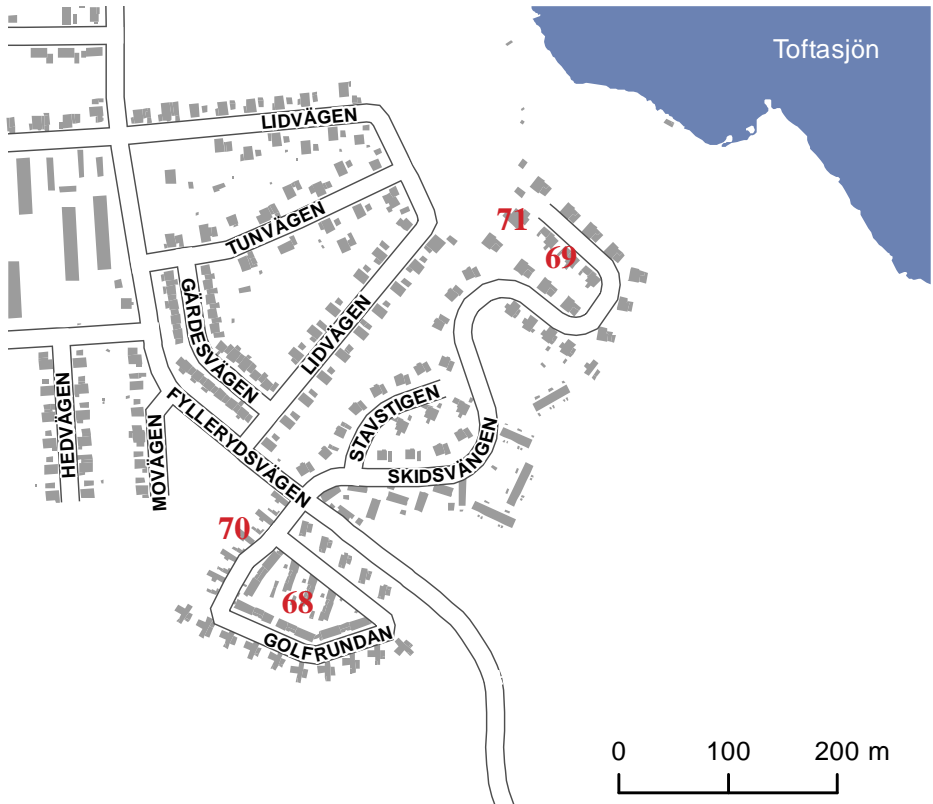 Toftasjön
LIDVÄGEN
TUNVÄGEN
71
69
GÄRDESVÄGEN
LIDVÄGEN
HEDVÄGEN
MOVÄGEN
FYLLERYDSVÄGEN
STAVSTIGEN
SKIDSVÄNGEN
70
68
GOLFRUNDAN
0 100 200 m